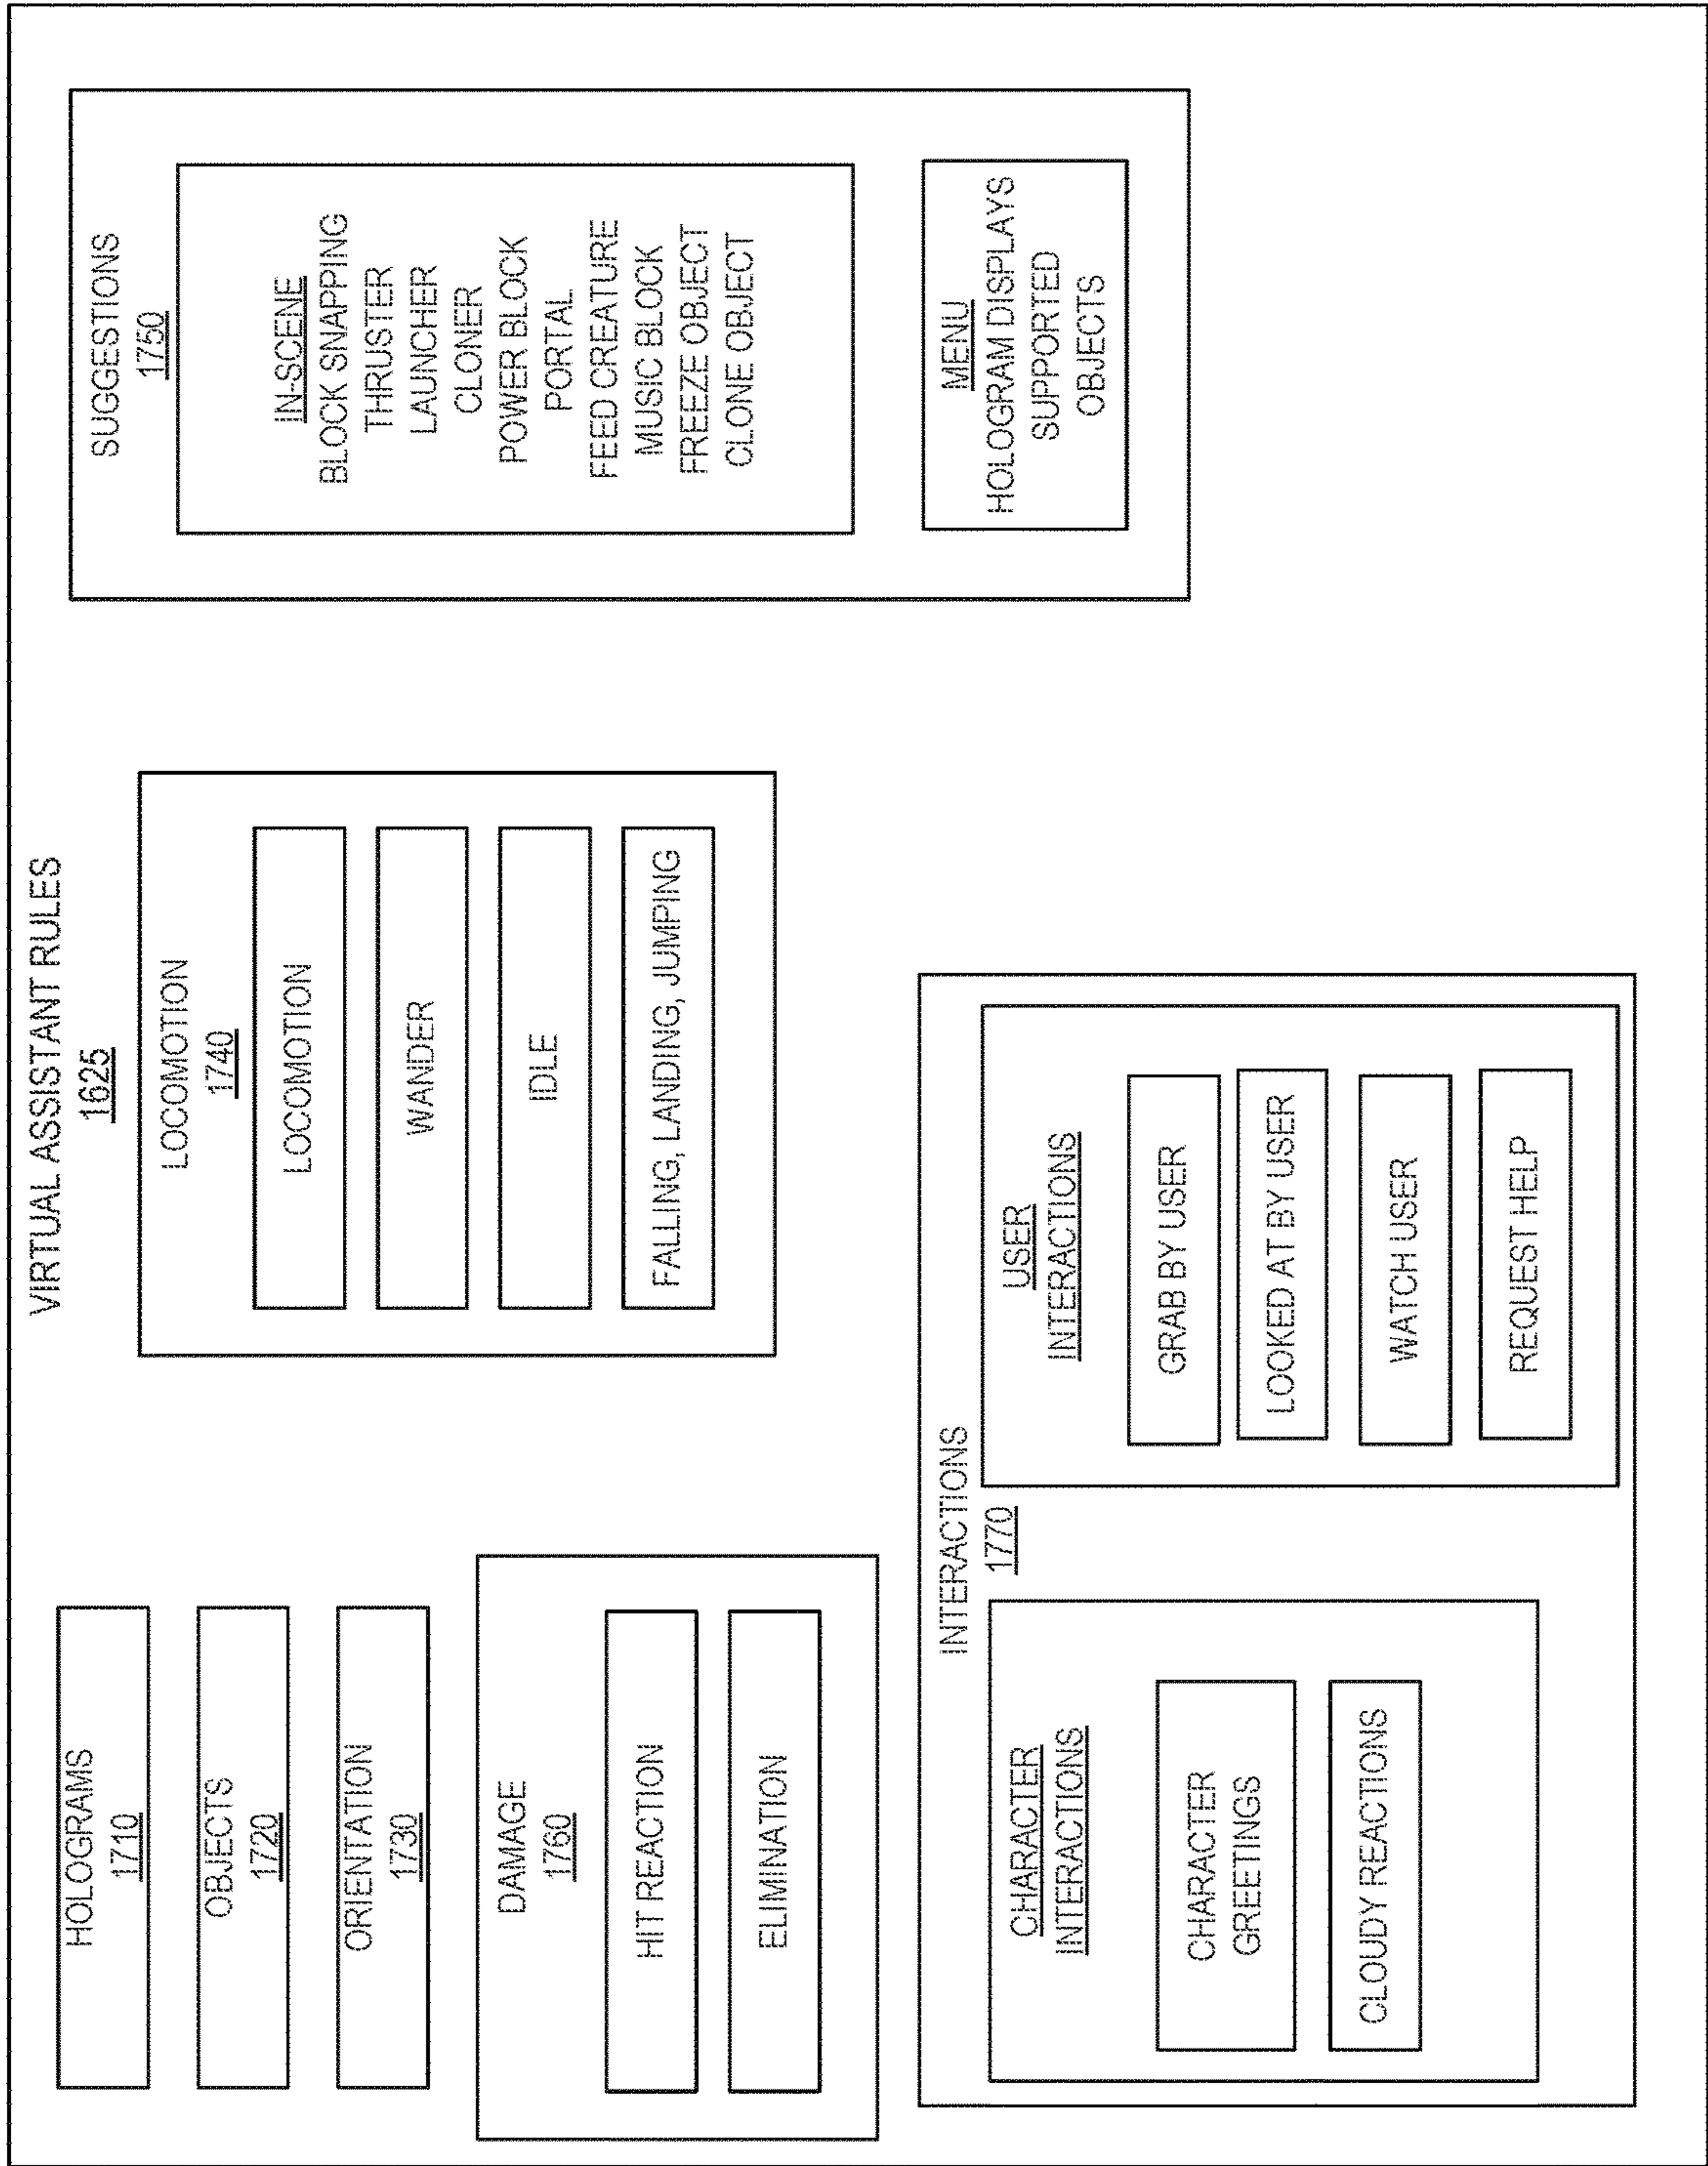 VIRTUAL ASSISTANT RULES
1625
HOLOGRAMS
1710
OBJECTS
1720
ORIENTATION
1730
DAMAGE
1760
HIT REACTION
ELIMINATION
LOCOMOTION
1740
LOCOMOTION
WANDER
IDLE
FALLING, LANDING, JUMPING
SUGGESTIONS
1750
IN-SCENE
BLOCK SNAPPING
THRUSTER
LAUNCHER
CLONER
POWER BLOCK
PORTAL
FEED CREATURE
MUSIC BLOCK
FREEZE OBJECT
CLONE OBJECT
MENU
HOLOGRAM DISPLAYS
SUPPORTED
OBJECTS
INTERACTIONS
1770
CHARACTER
INTERACTIONS
CHARACTER
GREETINGS
CLOUDY REACTIONS
USER
INTERACTIONS
GRAB BY USER
LOOKED AT BY USER
WATCH USER
REQUEST HELP